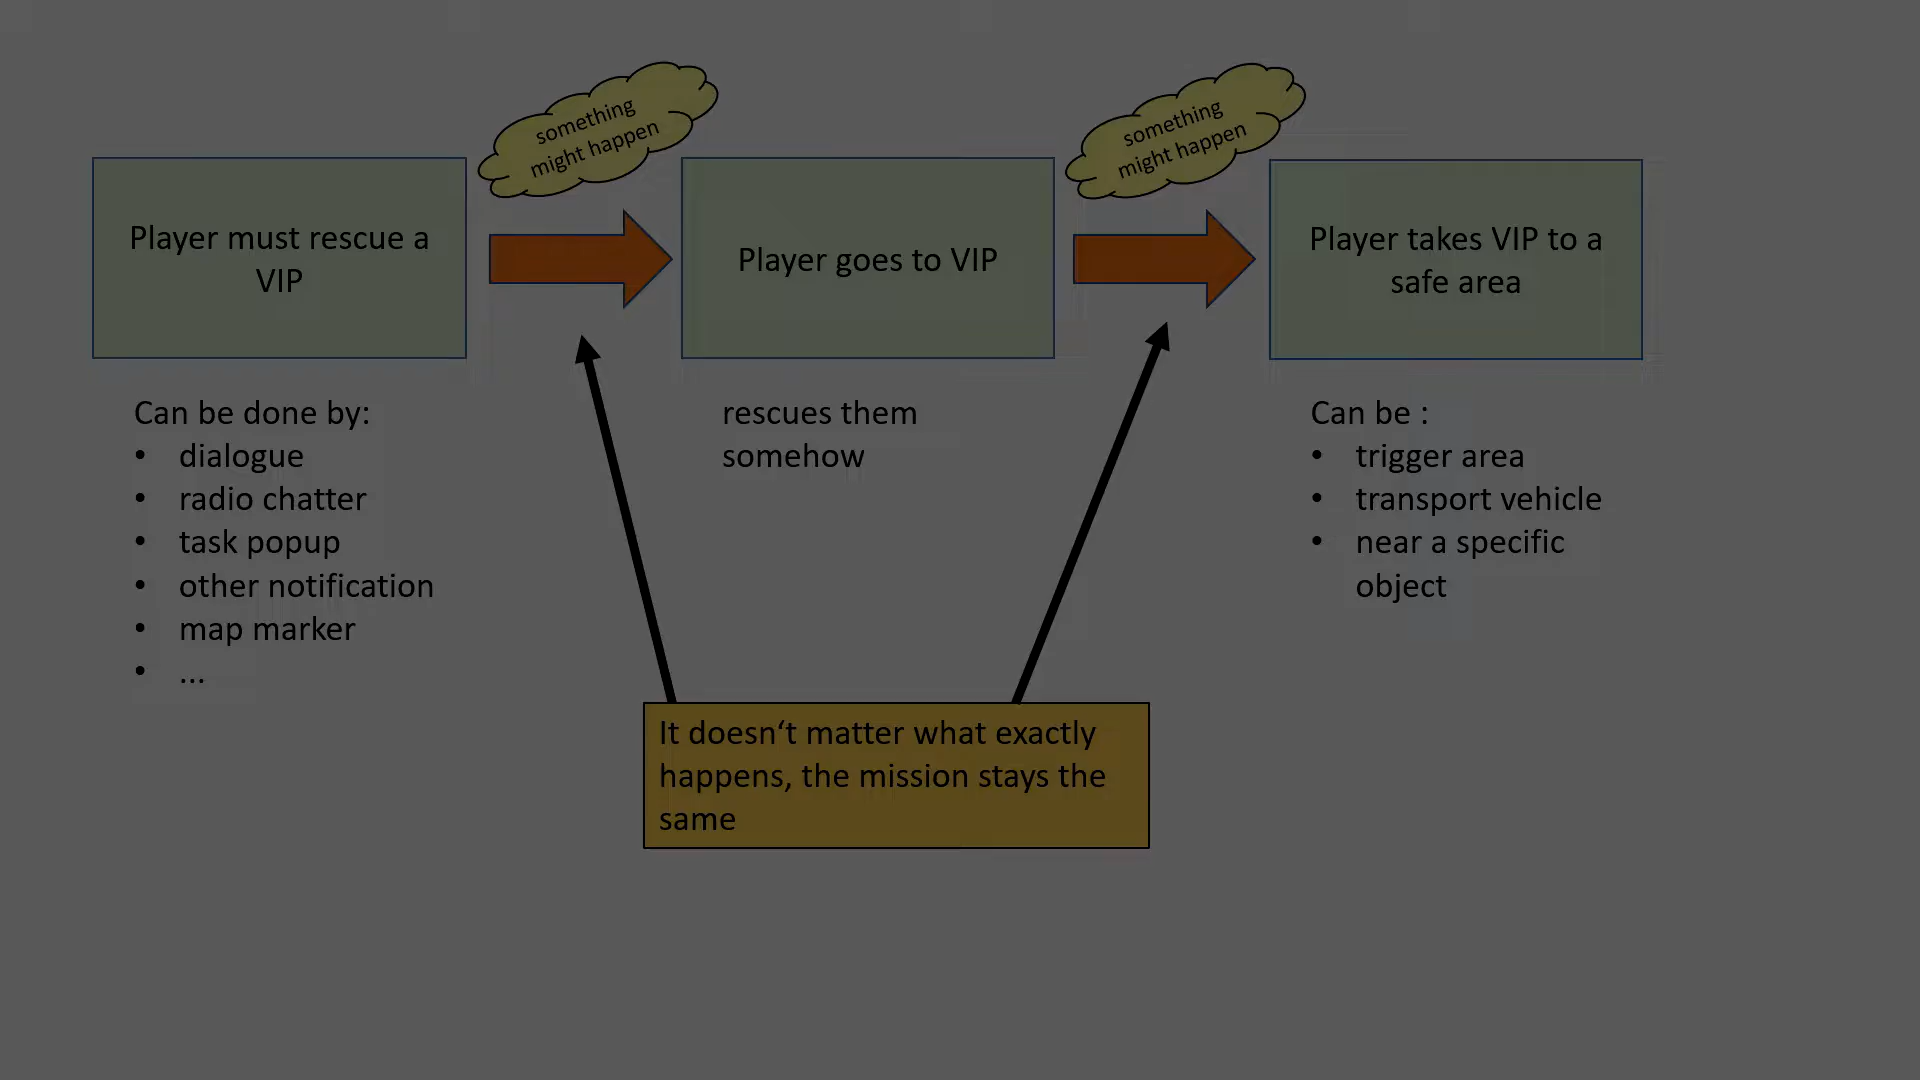 something
might happen
something
might happen
Player must rescue a
VIP
Player goes to VIP
Player takes VIP to a
safe area
Can be done by:
• dialogue
• radio chatter
• task popup
• other notification
• map marker
• ...
rescues them
somehow
Can be :
• trigger area
• transport vehicle
• near a specific
object
It doesn‘t matter what exactly
happens, the mission stays the
same